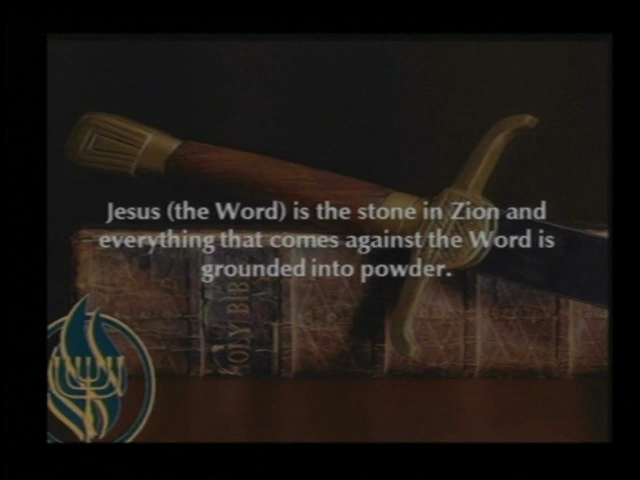 Jesus (the Word) is the stone in Zion and
everything that comes against the Word is
grounded into powder.
HOLY BIBLE